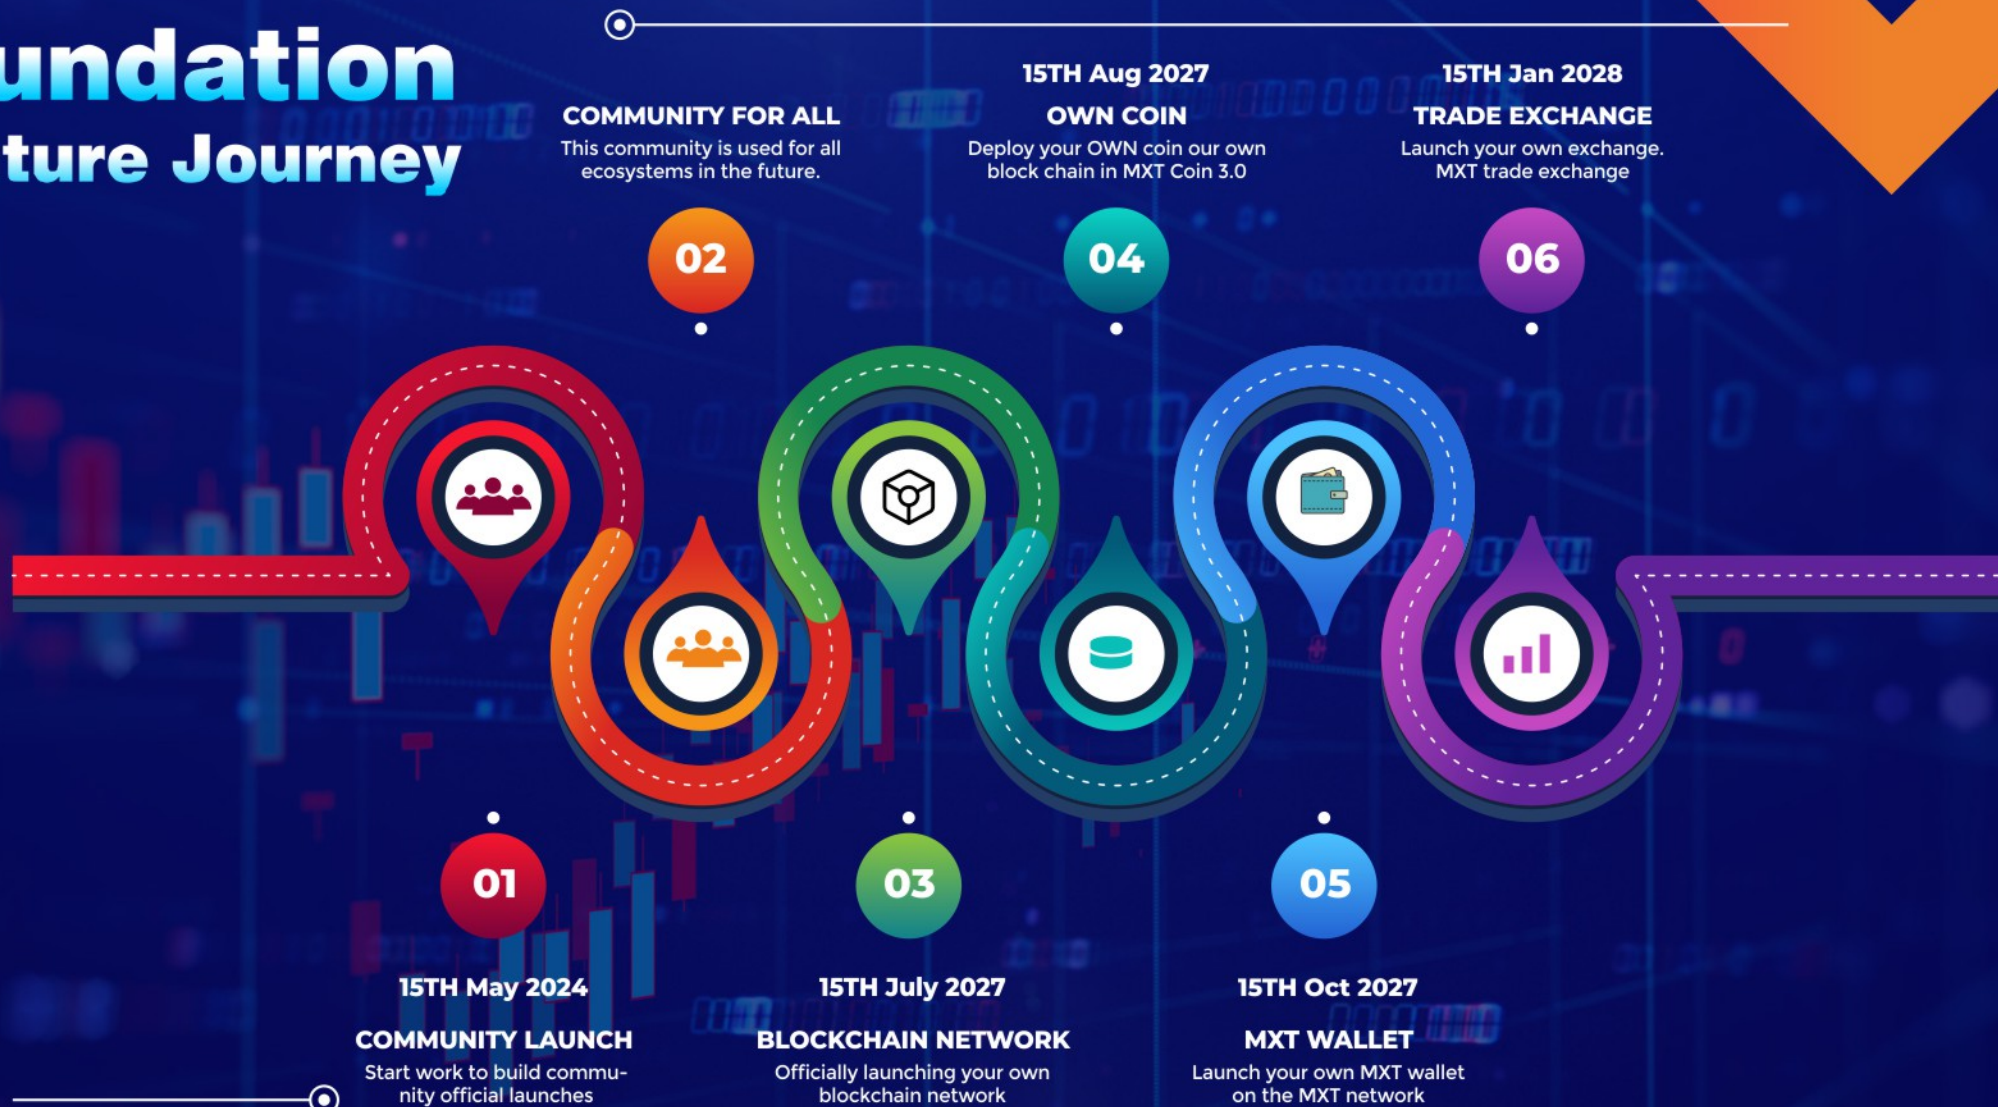 undation
ture Journey
COMMUNITY FOR ALL
This community is used for all
ecosystems in the future.
02
15TH Aug 2027
OWN COIN
Deploy your OWN coin our own
block chain in MXT Coin 3.0
04
15TH Jan 2028
TRADE EXCHANGE
Launch your own exchange.
MXT trade exchange
06
01
15TH May 2024
COMMUNITY LAUNCH
Start work to build commu-
nity official launches
03
15TH July 2027
BLOCKCHAIN NETWORK
Officially launching your own
blockchain network
05
15TH Oct 2027
MXT WALLET
Launch your own MXT wallet
on the MXT network